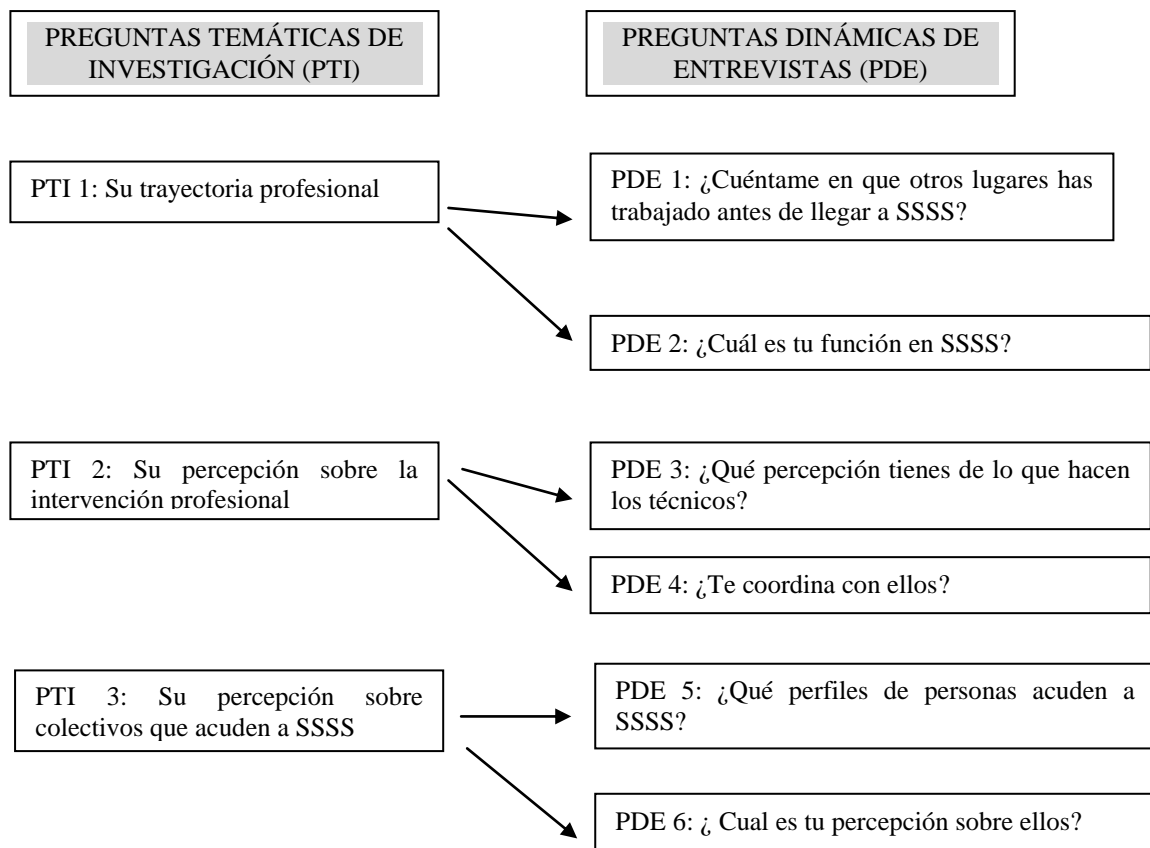 PREGUNTAS TEMÁTICAS DE
INVESTIGACIÓN (PTI)
PREGUNTAS DINÁMICAS DE
ENTREVISTAS (PDE)
PTI 1: Su trayectoria profesional
PDE 1: ¿Cuéntame en que otros lugares has
trabajado antes de llegar a SSSS?
PDE 2: ¿Cuál es tu función en SSSS?
PTI 2: Su percepción sobre la
intervención profesional
PDE 3: ¿Qué percepción tienes de lo que hacen
los técnicos?
PDE 4: ¿Te coordina con ellos?
PTI 3: Su percepción sobre
colectivos que acuden a SSSS
PDE 5: ¿Qué perfiles de personas acuden a
SSSS?
PDE 6: ¿ Cual es tu percepción sobre ellos?